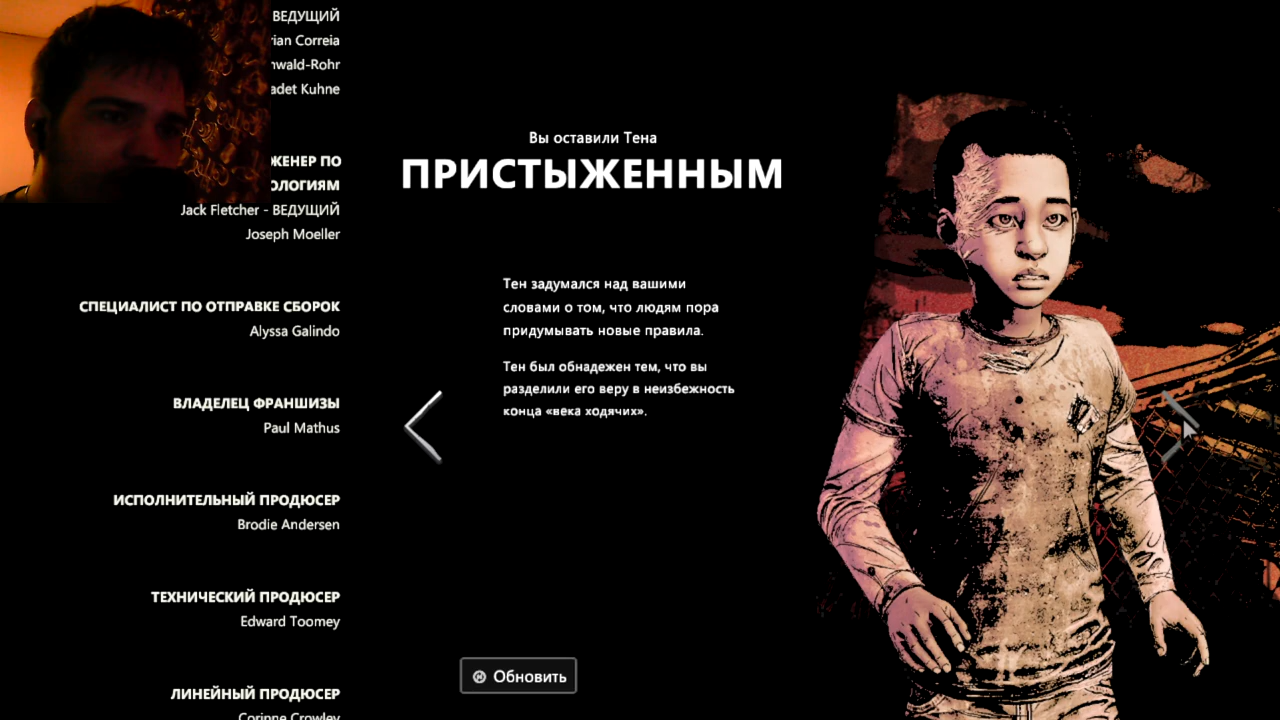 ВЕДУЩИЙ
Jack Fletcher - ВЕДУЩИЙ
Joseph Moeller
СПЕЦИАЛИСТ ПО ОТПРАВКЕ СБОРОК
Alyssa Galindo
ВЛАДЕЛЕЦ ФРАНШИЗЫ
Paul Mathus
ИСПОЛНИТЕЛЬНЫЙ ПРОДЮСЕР
Brodie Andersen
ТЕХНИЧЕСКИЙ ПРОДЮСЕР
Edward Toomey
ЛИНЕЙНЫЙ ПРОДЮСЕР
Corinne Crowley
Вы оставили Тена
ПРИСТЫЖЕННЫМ
Тен задумался над вашими
словами о том, что людям пора
придумывать новые правила.
Тен был обнадежен тем, что вы
разделили его веру в неизбежность
конца «века ходячих».
Обновить